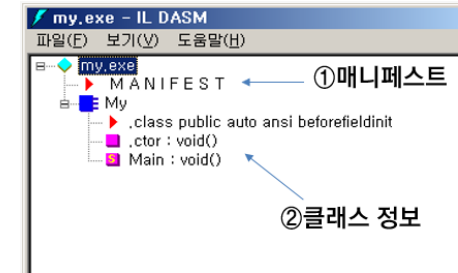 my.exe - IL DASM
파일(F) 보기(V) 도움말(H)
my.exe
MANIFEST
①매니페스트
My
.class public auto ansi beforefieldinit
.ctor : void()
S Main : void()
②클래스 정보